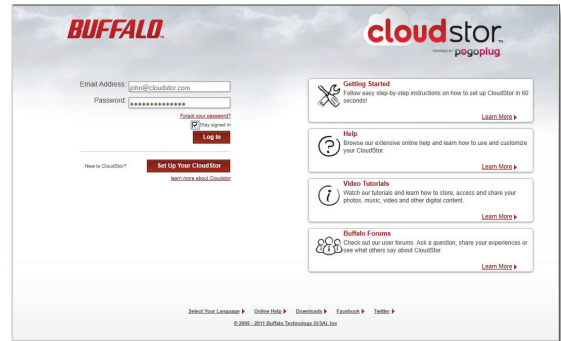 BUFFALO™
cloudstor™
POWERED BY pogoplug
Email Address: john@cloudstor.com
Password: ●●●●●●●●●●●●●●
Forgot your password?
Stay signed in
Log In
New to CloudStor? Set Up Your CloudStor
learn more about Cloudstor
Getting Started
Follow easy step-by-step instructions on how to set up CloudStor in 60
seconds!
Learn More
Help
Browse our extensive online help and learn how to use and customize
your CloudStor.
Learn More
Video Tutorials
Watch our tutorials and learn how to store, access and share your
photos, music, video and other digital content.
Learn More
Buffalo Forums
Check out our user forums. Ask a question, share your experiences or
see what others say about CloudStor.
Learn More
Select Your Language Online Help Downloads Facebook Twitter
© 2006 - 2011 Buffalo Technology (USA), Inc